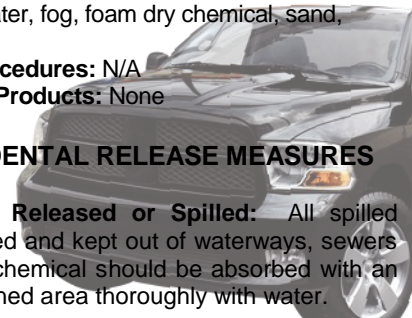 ater, fog, foam dry chemical, sand,
cedures: N/A
Products: None
DENTAL RELEASE MEASURES
Released or Spilled: All spilled
ed and kept out of waterways, sewers
chemical should be absorbed with an
ned area thoroughly with water.